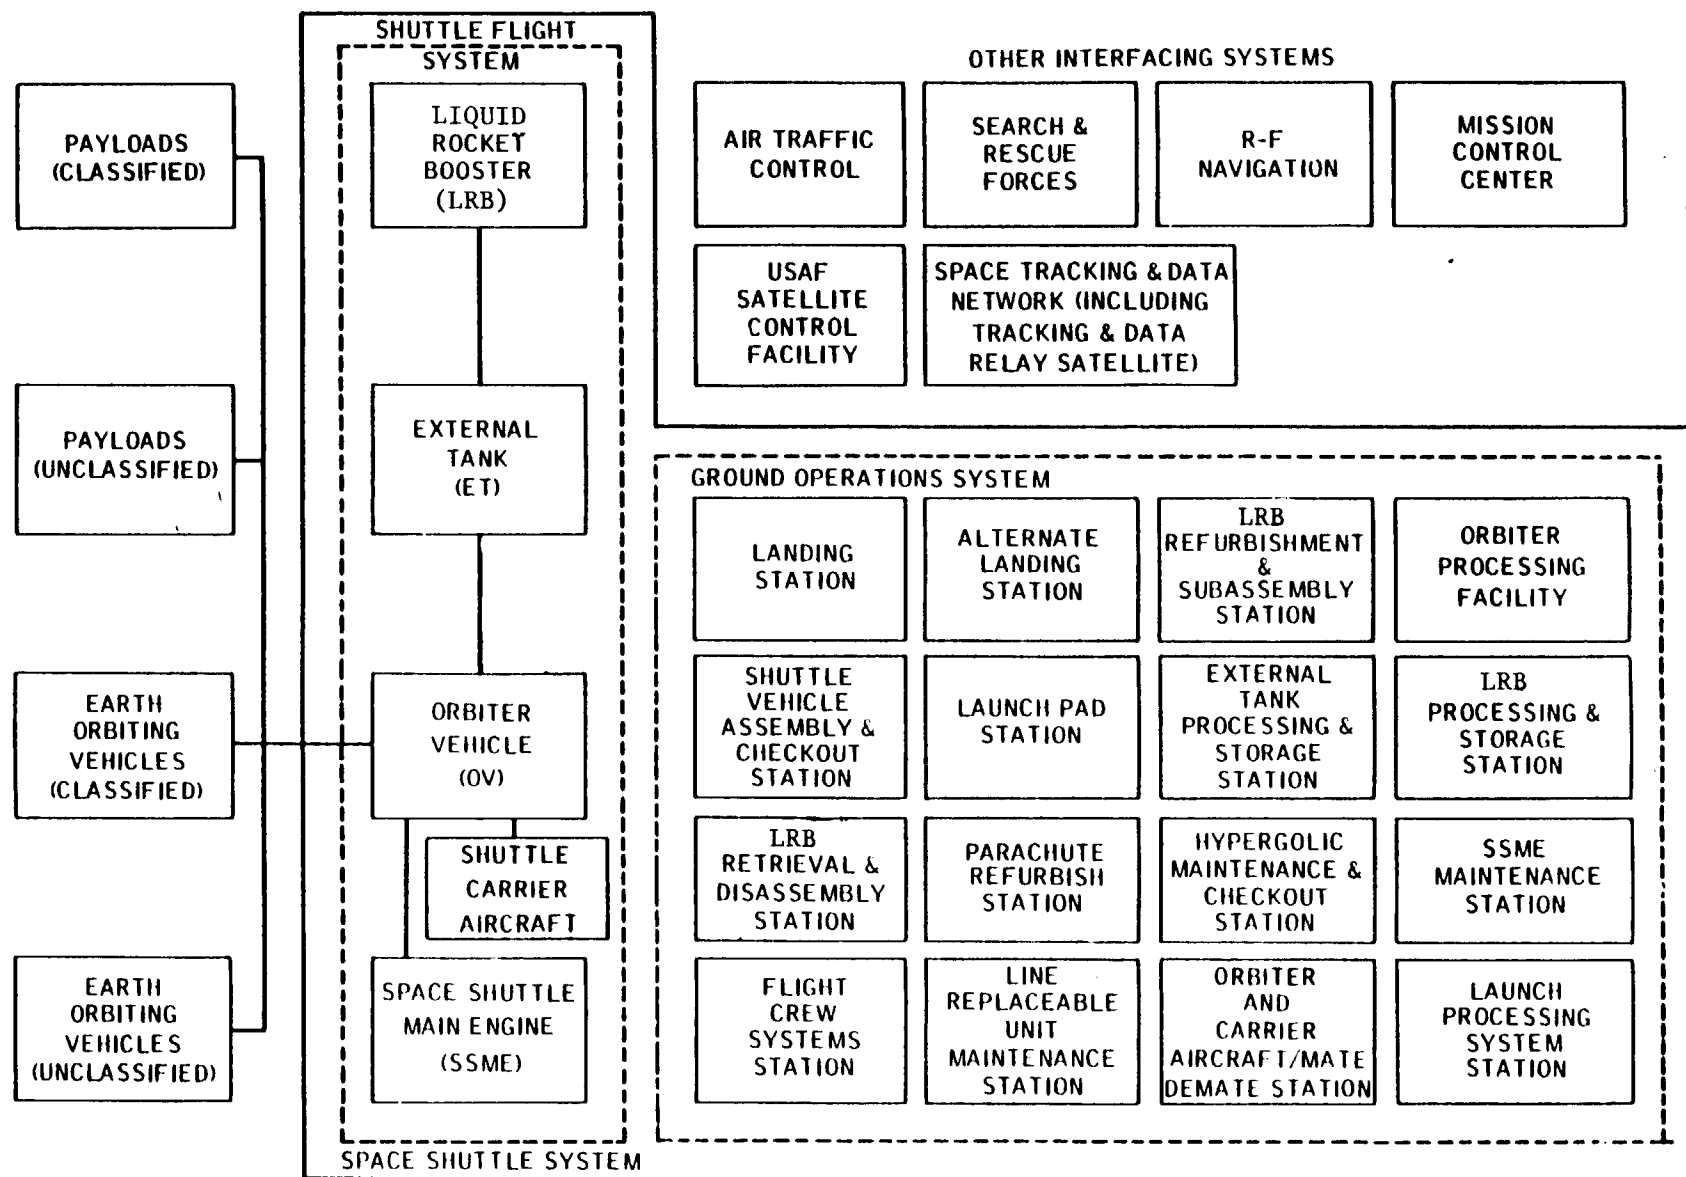 SHUTTLE FLIGHT
SYSTEM
PAYLOADS
(CLASSIFIED)
PAYLOADS
(UNCLASSIFIED)
EARTH
ORBITING
VEHICLES
(CLASSIFIED)
EARTH
ORBITING
VEHICLES
(UNCLASSIFIED)
LIQUID
ROCKET
BOOSTER
(LRB)
EXTERNAL
TANK
(ET)
ORBITER
VEHICLE
(OV)
SHUTTLE
CARRIER
AIRCRAFT
SPACE SHUTTLE
MAIN ENGINE
(SSME)
SPACE SHUTTLE SYSTEM
OTHER INTERFACING SYSTEMS
AIR TRAFFIC
CONTROL
SEARCH &
RESCUE
FORCES
R-F
NAVIGATION
MISSION
CONTROL
CENTER
USAF
SATELLITE
CONTROL
FACILITY
SPACE TRACKING & DATA
NETWORK (INCLUDING
TRACKING & DATA
RELAY SATELLITE)
GROUND OPERATIONS SYSTEM
LANDING
STATION
ALTERNATE
LANDING
STATION
LRB
REFURBISHMENT
&
SUBASSEMBLY
STATION
ORBITER
PROCESSING
FACILITY
SHUTTLE
VEHICLE
ASSEMBLY &
CHECKOUT
STATION
LAUNCH PAD
STATION
EXTERNAL
TANK
PROCESSING &
STORAGE
STATION
LRB
PROCESSING &
STORAGE
STATION
LRB
RETRIEVAL &
DISASSEMBLY
STATION
PARACHUTE
REFURBISH
STATION
HYPERGOLIC
MAINTENANCE &
CHECKOUT
STATION
SSME
MAINTENANCE
STATION
FLIGHT
CREW
SYSTEMS
STATION
LINE
REPLACEABLE
UNIT
MAINTENANCE
STATION
ORBITER
AND
CARRIER
AIRCRAFT/MATE
DEMATE STATION
LAUNCH
PROCESSING
SYSTEM
STATION